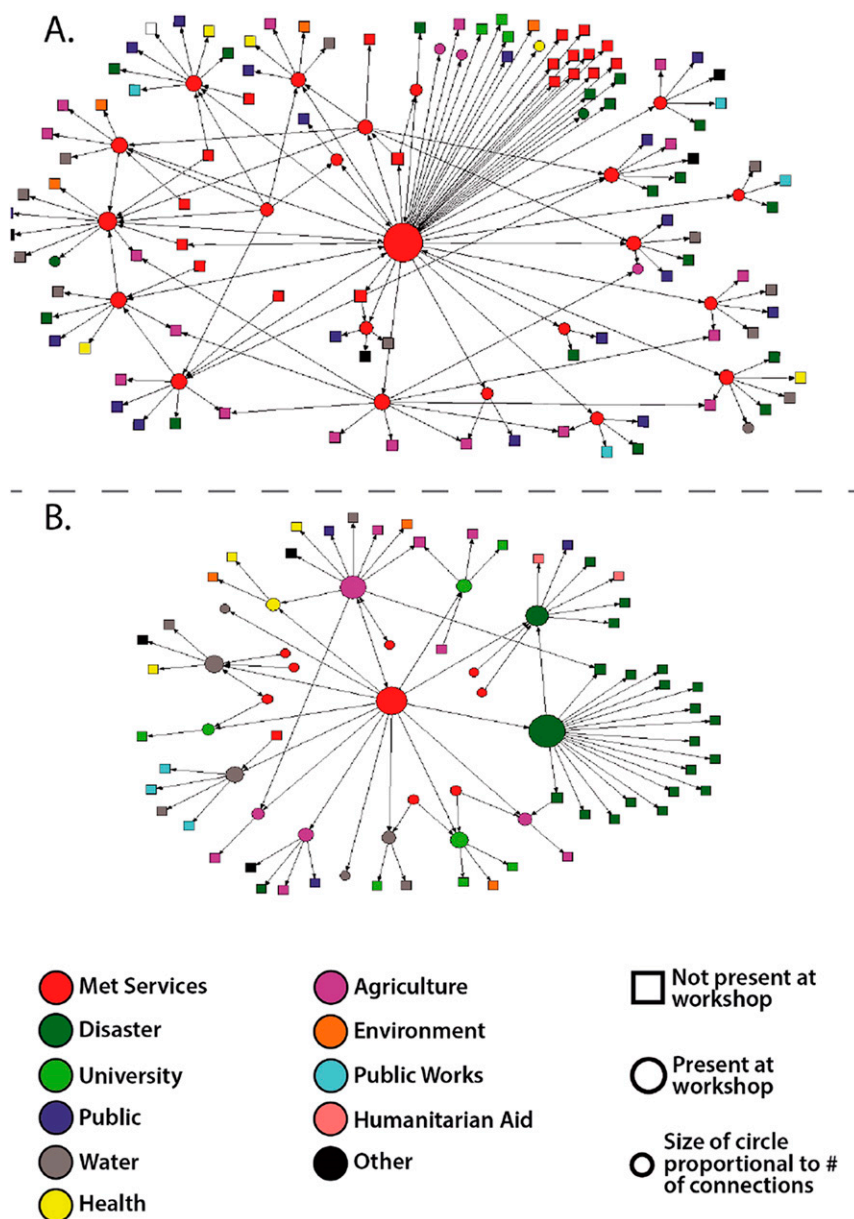 A.
B.
Met Services
Disaster
University
Public
Water
Health
Agriculture
Environment
Public Works
Humanitarian Aid
Other
Not present at
workshop
Present at
workshop
Size of circle
proportional to #
of connections